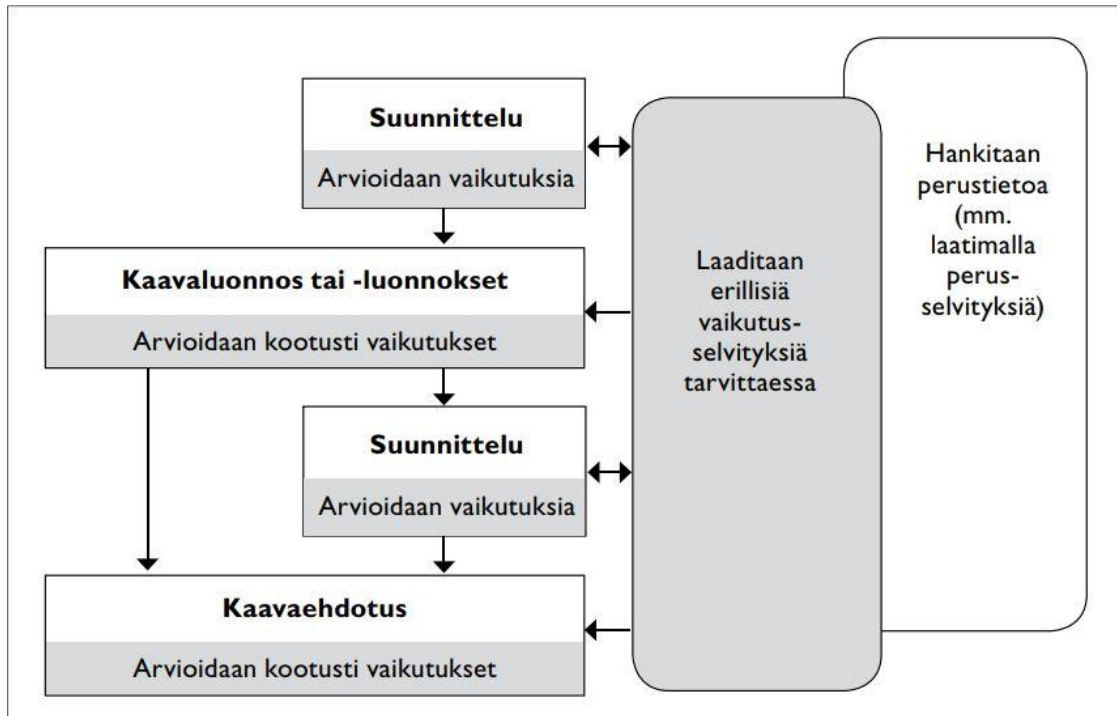 Suunnittelu
Arvioidaan vaikutuksia
Kaavaluonnos tai -luonnokset
Arvioidaan kootusti vaikutukset
Suunnittelu
Arvioidaan vaikutuksia
Kaavaehdotus
Arvioidaan kootusti vaikutukset
Laaditaan
erillisiä
vaikutus-
selvityksiä
tarvittaessa
Hankitaan
perustietoa
(mm.
laatimalla
perus-
selvityksiä)